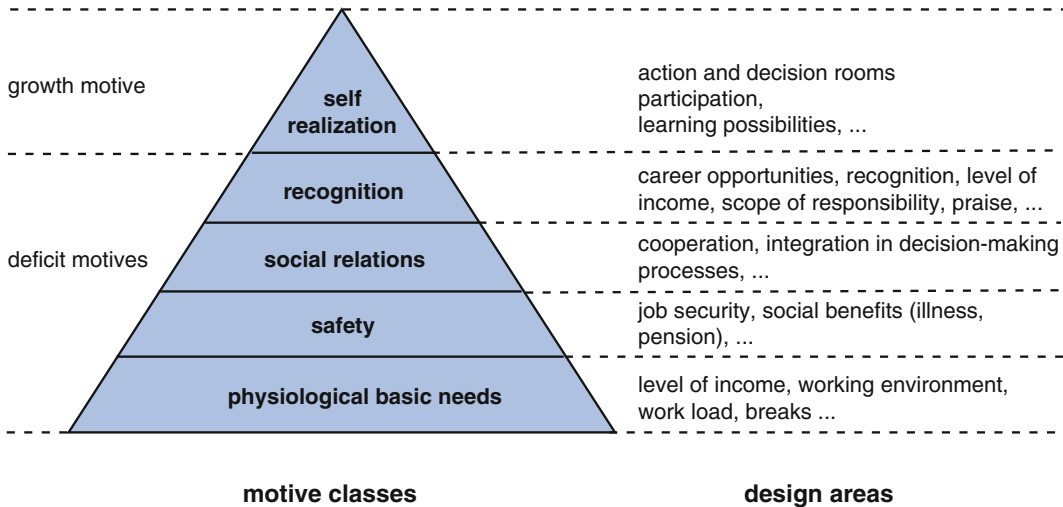 growth motive
self
realization
action and decision rooms
participation,
learning possibilities, ...
recognition
career opportunities, recognition, level of
income, scope of responsibility, praise, ...
deficit motives
social relations
cooperation, integration in decision-making
processes, ...
safety
job security, social benefits (illness,
pension), ...
physiological basic needs
level of income, working environment,
work load, breaks ...
motive classes
design areas